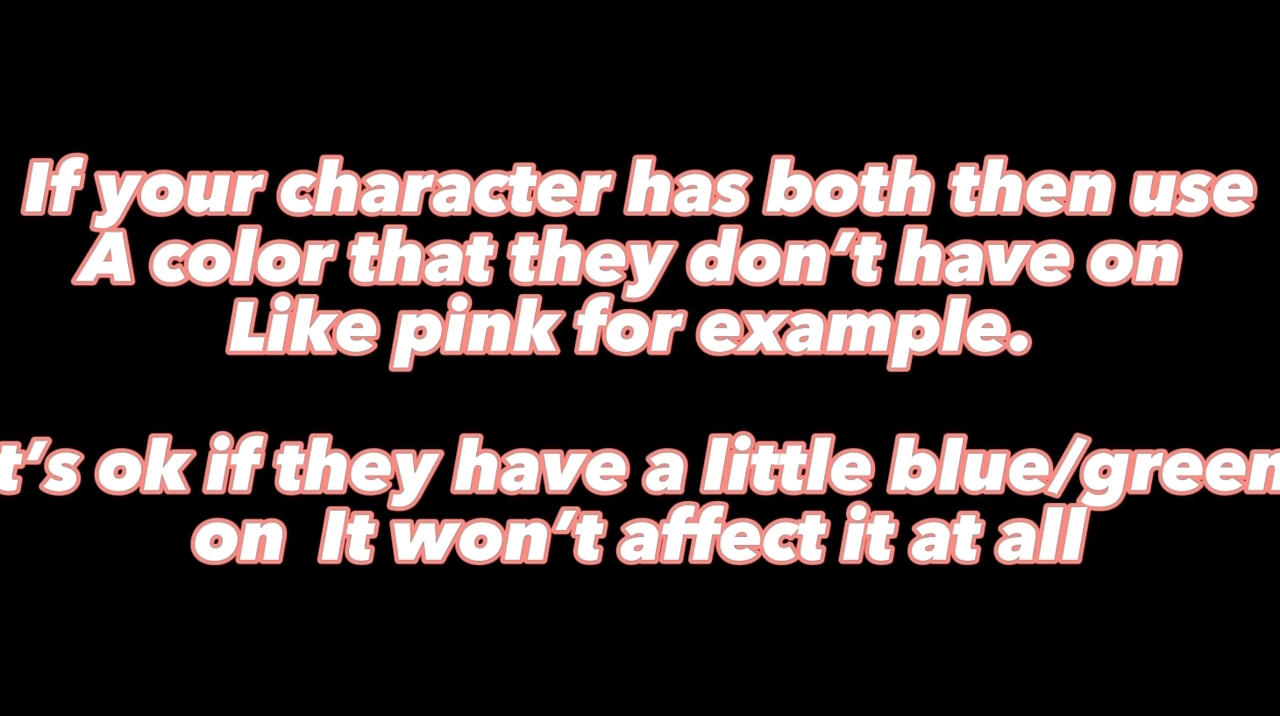 If your character has both then use
A color that they don’t have on
Like pink for example.
t’s ok if they have a little blue/green
on It won’t affect it at all